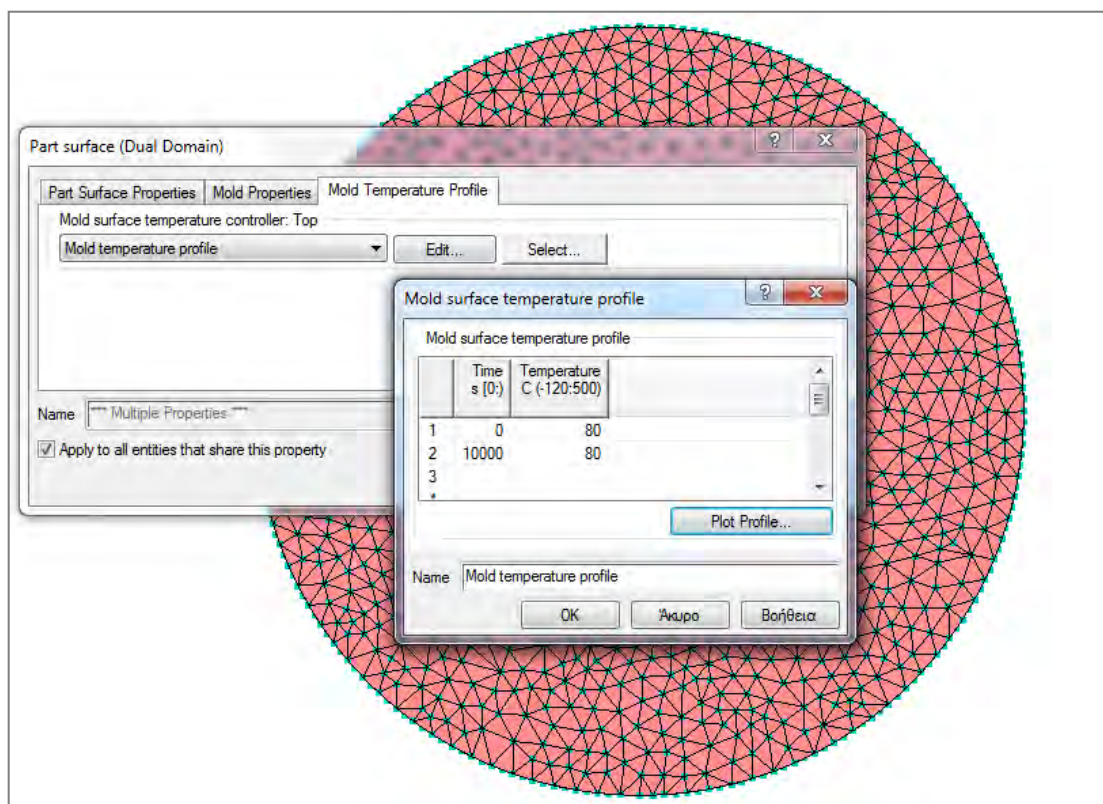 Part surface (Dual Domain)
Part Surface Properties Mold Properties Mold Temperature Profile
Mold surface temperature controller: Top
Mold temperature profile Edit... Select...
Mold surface temperature profile
Mold surface temperature profile
Time Temperature
s [0:) C (-120:500)
1 0 80
2 10000 80
3
Plot Profile...
Name Mold temperature profile
OK Άκυρο Βοήθεια
Name *** Multiple Properties ***
Apply to all entities that share this property